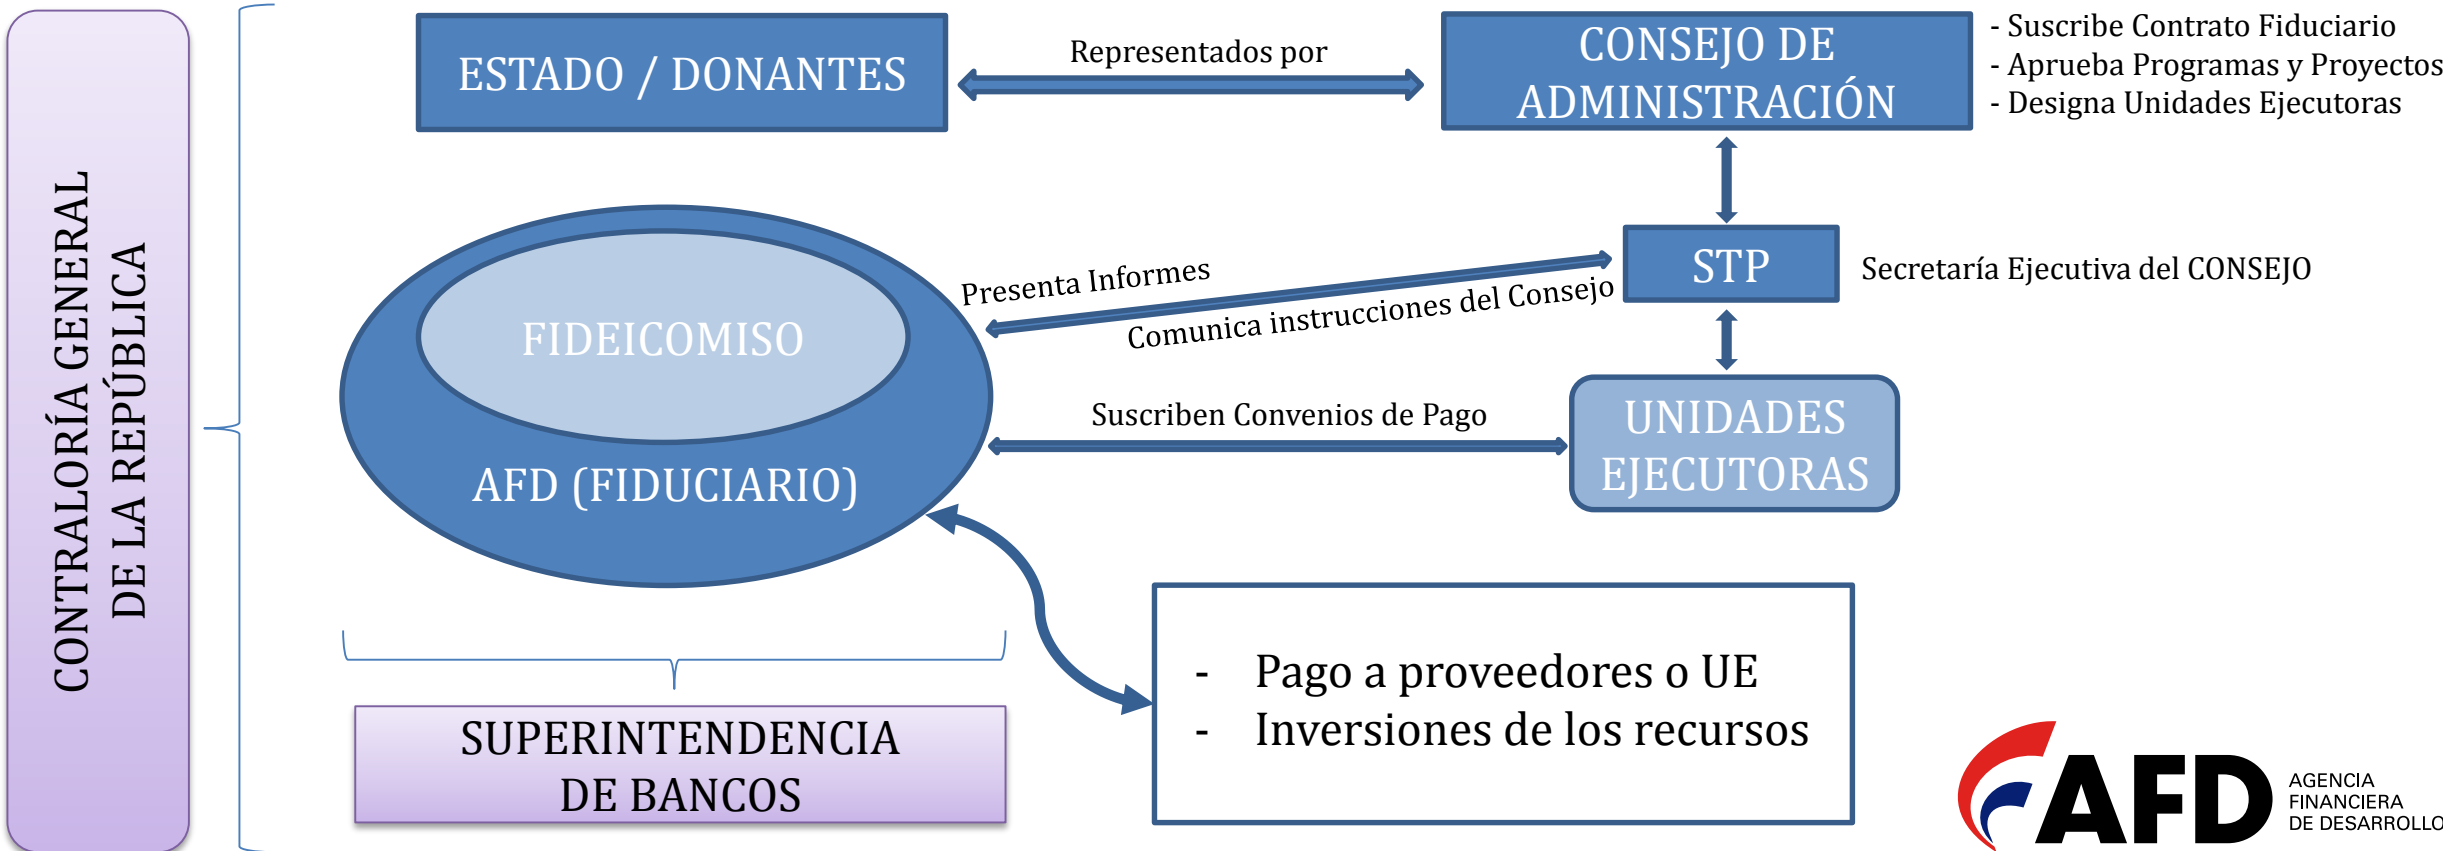 CONTRALORÍA GENERAL
DE LA REPÚBLICA
ESTADO / DONANTES
Representados por
CONSEJO DE
ADMINISTRACIÓN
- Suscribe Contrato Fiduciario
- Aprueba Programas y Proyectos
- Designa Unidades Ejecutoras
STP
Secretaría Ejecutiva del CONSEJO
Presenta Informes
Comunica instrucciones del Consejo
FIDEICOMISO
AFD (FIDUCIARIO)
Suscriben Convenios de Pago
UNIDADES
EJECUTORAS
- Pago a proveedores o UE
- Inversiones de los recursos
SUPERINTENDENCIA
DE BANCOS
AFD
AGENCIA
FINANCIERA
DE DESARROLLO